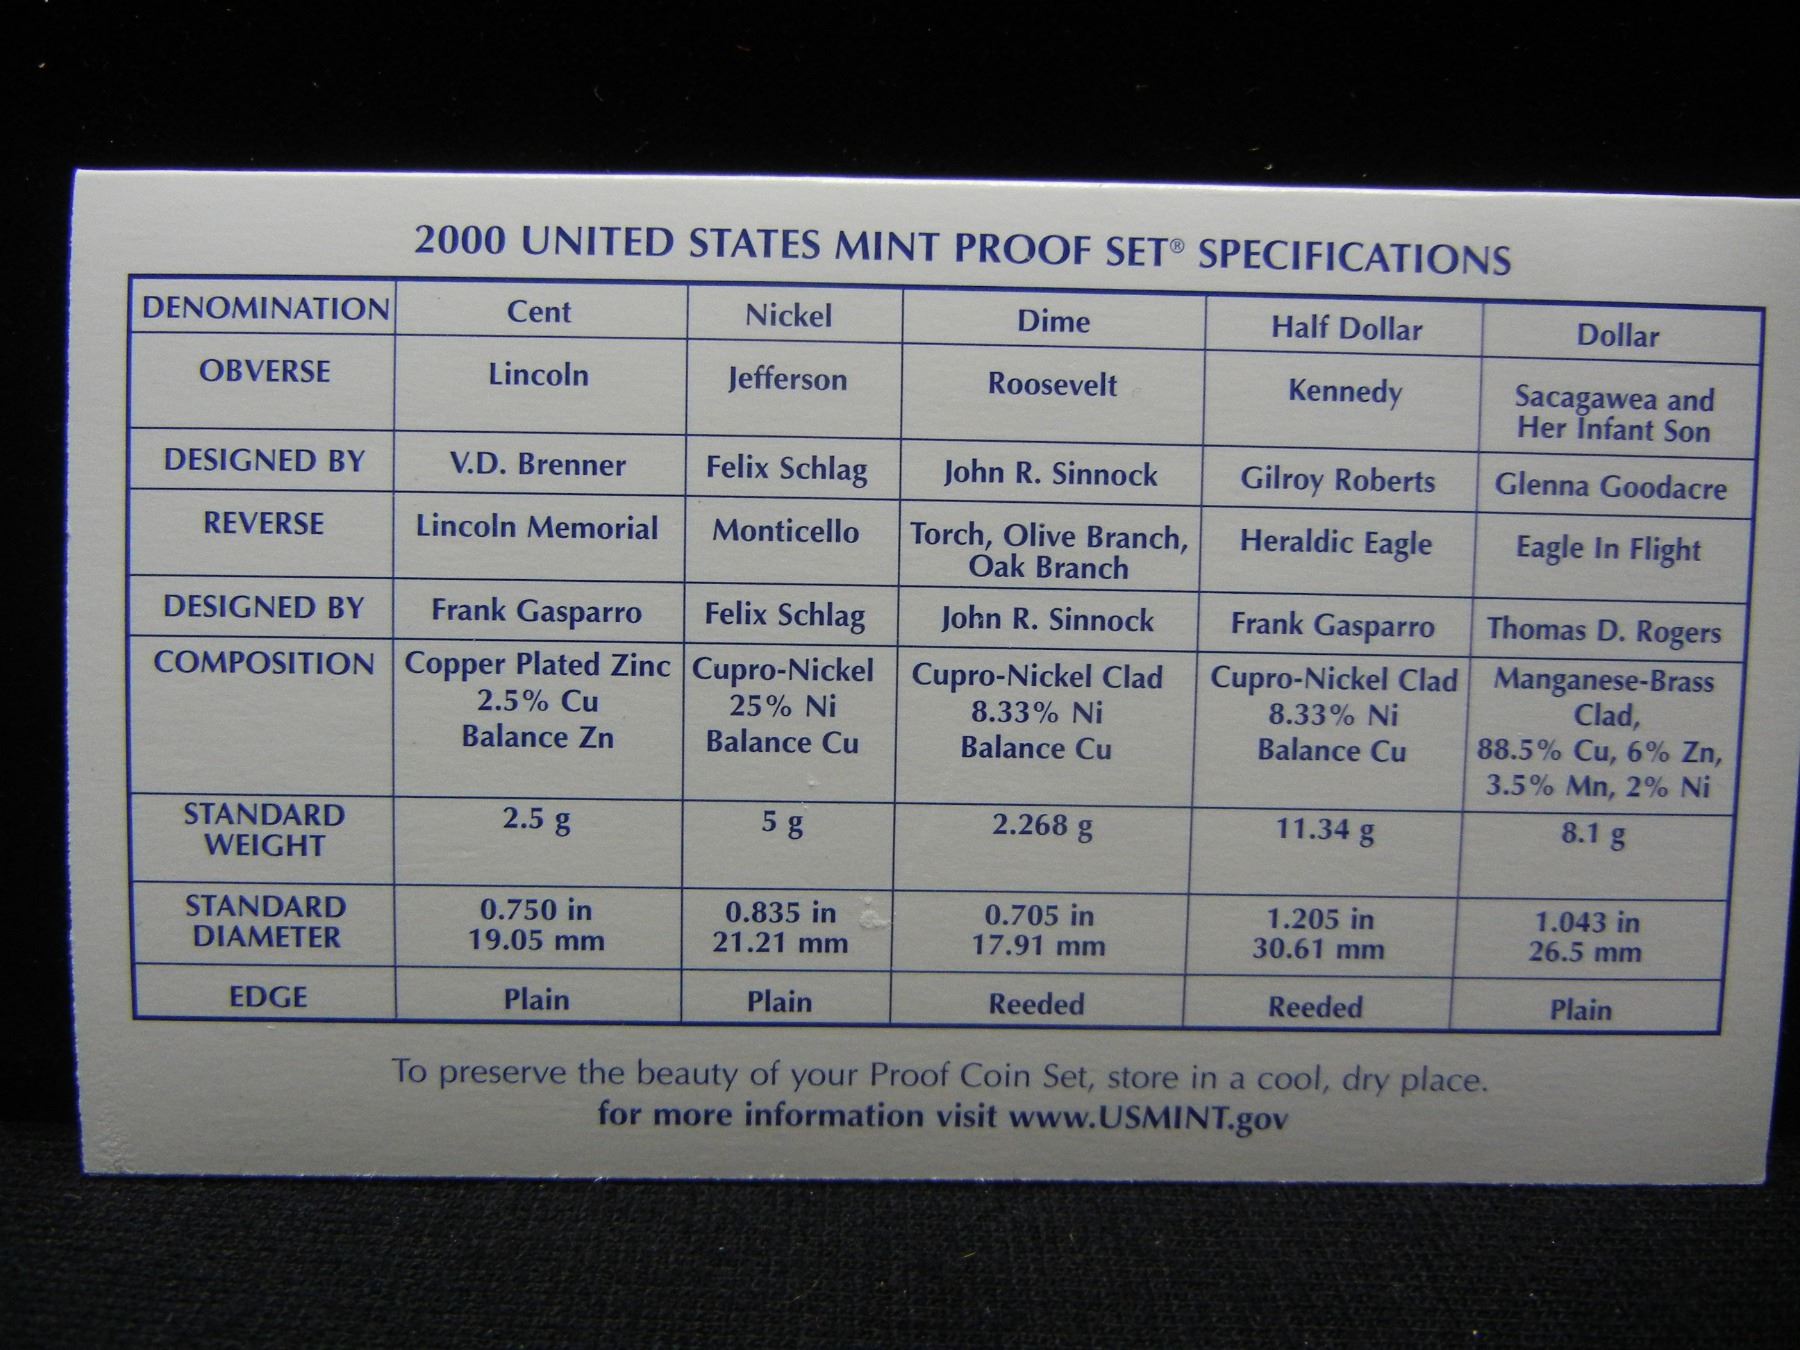 2000 UNITED STATES MINT PROOF SET® SPECIFICATIONS
DENOMINATION Cent Nickel Dime Half Dollar Dollar
OBVERSE Lincoln Jefferson Roosevelt Kennedy Sacagawea and
Her Infant Son
DESIGNED BY V.D. Brenner Felix Schlag John R. Sinnock Gilroy Roberts Glenna Goodacre
REVERSE Lincoln Memorial Monticello Torch, Olive Branch, Heraldic Eagle Eagle In Flight
Oak Branch
DESIGNED BY Frank Gasparro Felix Schlag John R. Sinnock Frank Gasparro Thomas D. Rogers
COMPOSITION Copper Plated Zinc Cupro-Nickel Cupro-Nickel Clad Cupro-Nickel Clad Manganese-Brass
2.5% Cu 25% Ni 8.33% Ni 8.33% Ni Clad,
Balance Zn Balance Cu Balance Cu Balance Cu 88.5% Cu, 6% Zn,
3.5% Mn, 2% Ni
STANDARD 2.5 g 5 g 2.268 g 11.34 g 8.1 g
WEIGHT
STANDARD 0.750 in 0.835 in 0.705 in 1.205 in 1.043 in
DIAMETER 19.05 mm 21.21 mm 17.91 mm 30.61 mm 26.5 mm
EDGE Plain Plain Reeded Reeded Plain
To preserve the beauty of your Proof Coin Set, store in a cool, dry place.
for more information visit www.USMINT.gov